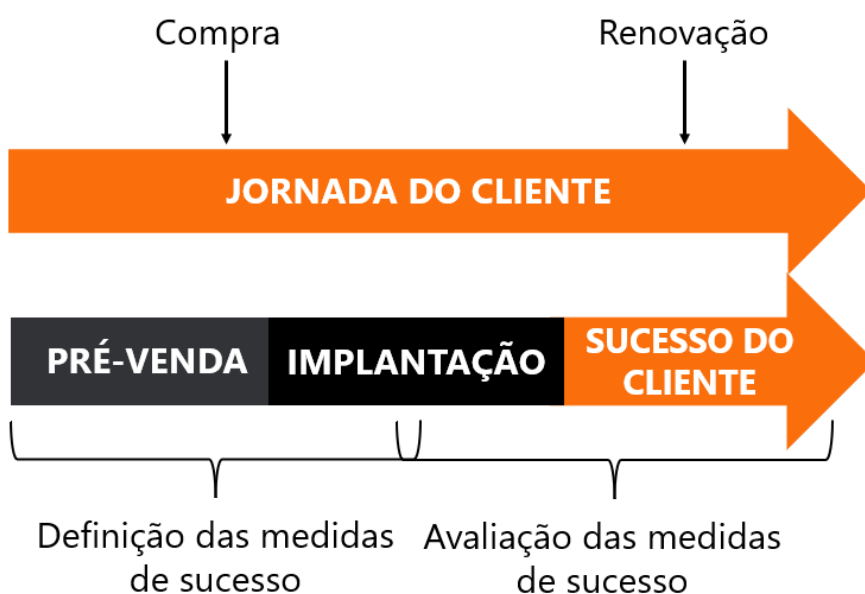 Compra
Renovação
JORNADA DO CLIENTE
PRÉ-VENDA
IMPLANTAÇÃO
SUCESSO DO
CLIENTE
Definição das medidas
de sucesso
Avaliação das medidas
de sucesso